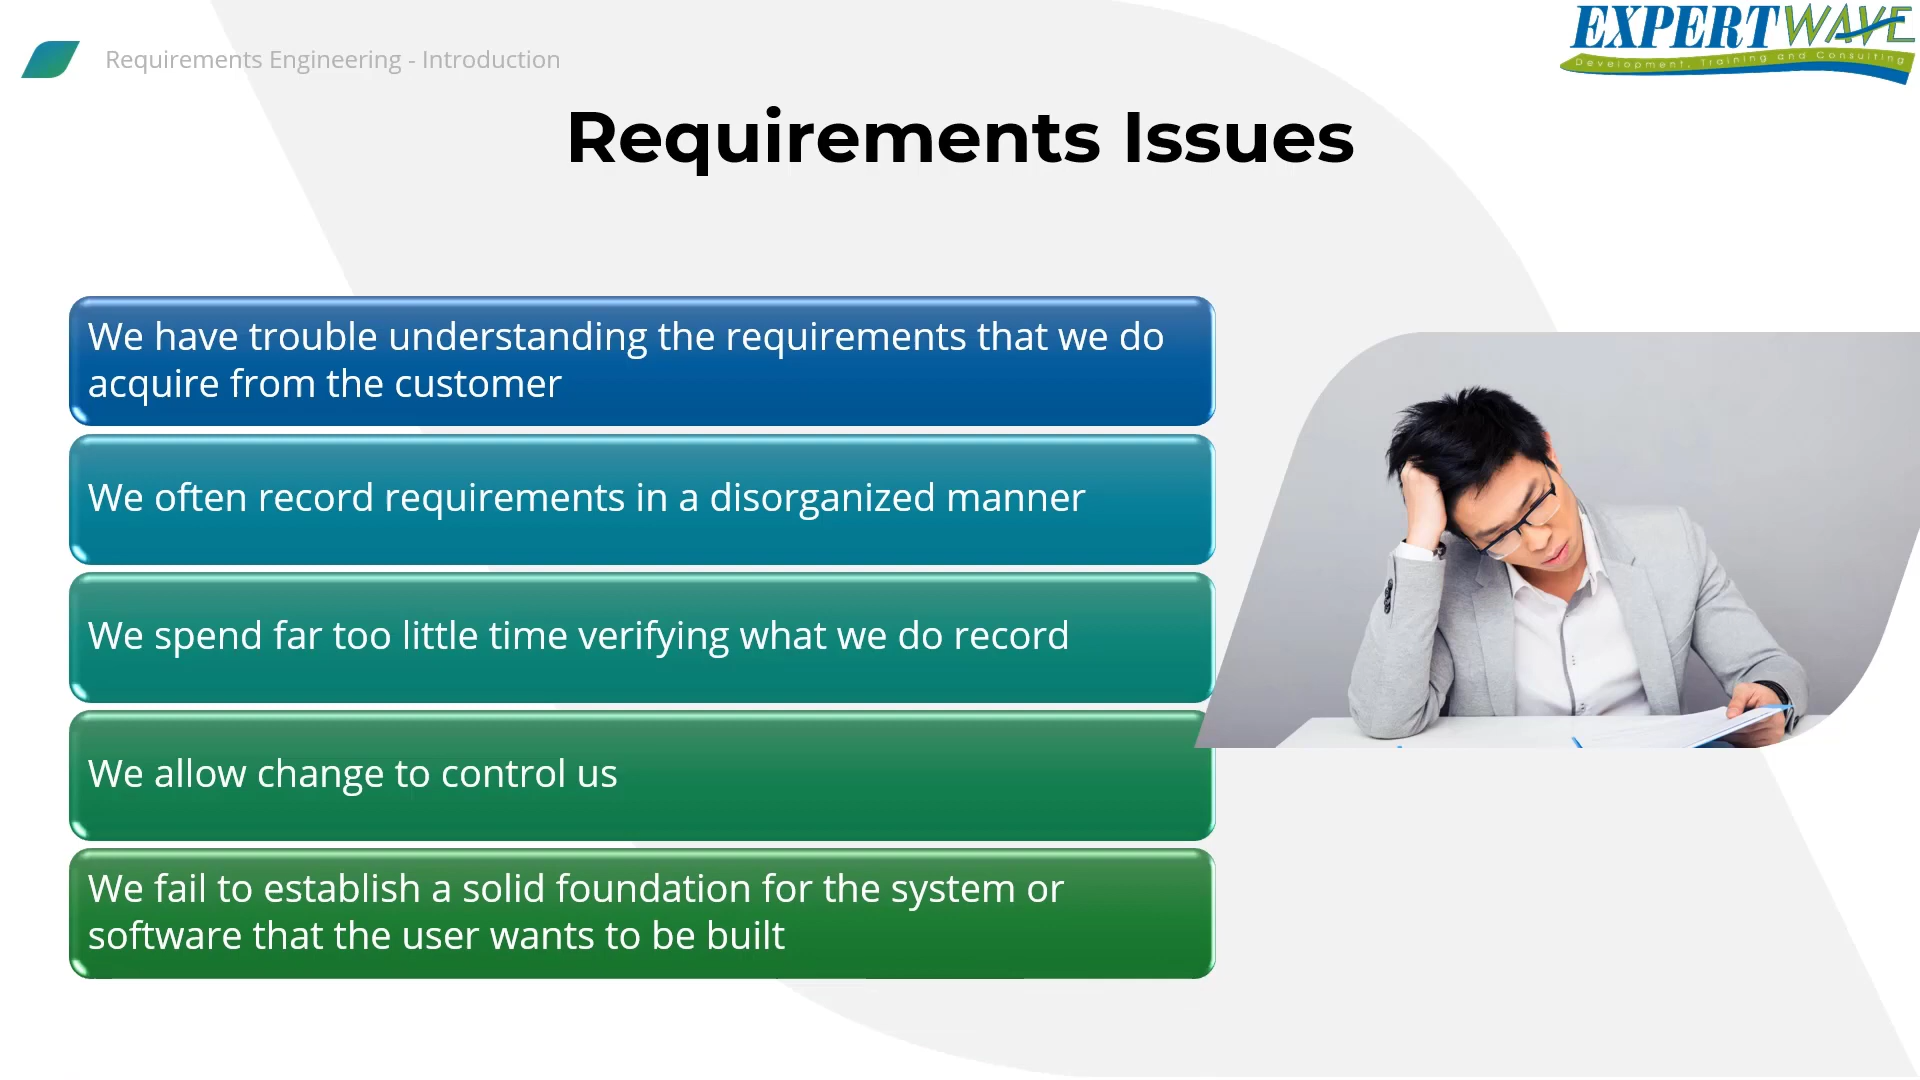 EXPERTWAVE
Development, Training and Consulting
Requirements Engineering - Introduction
Requirements Issues
We have trouble understanding the requirements that we do
acquire from the customer
We often record requirements in a disorganized manner
We spend far too little time verifying what we do record
We allow change to control us
We fail to establish a solid foundation for the system or
software that the user wants to be built